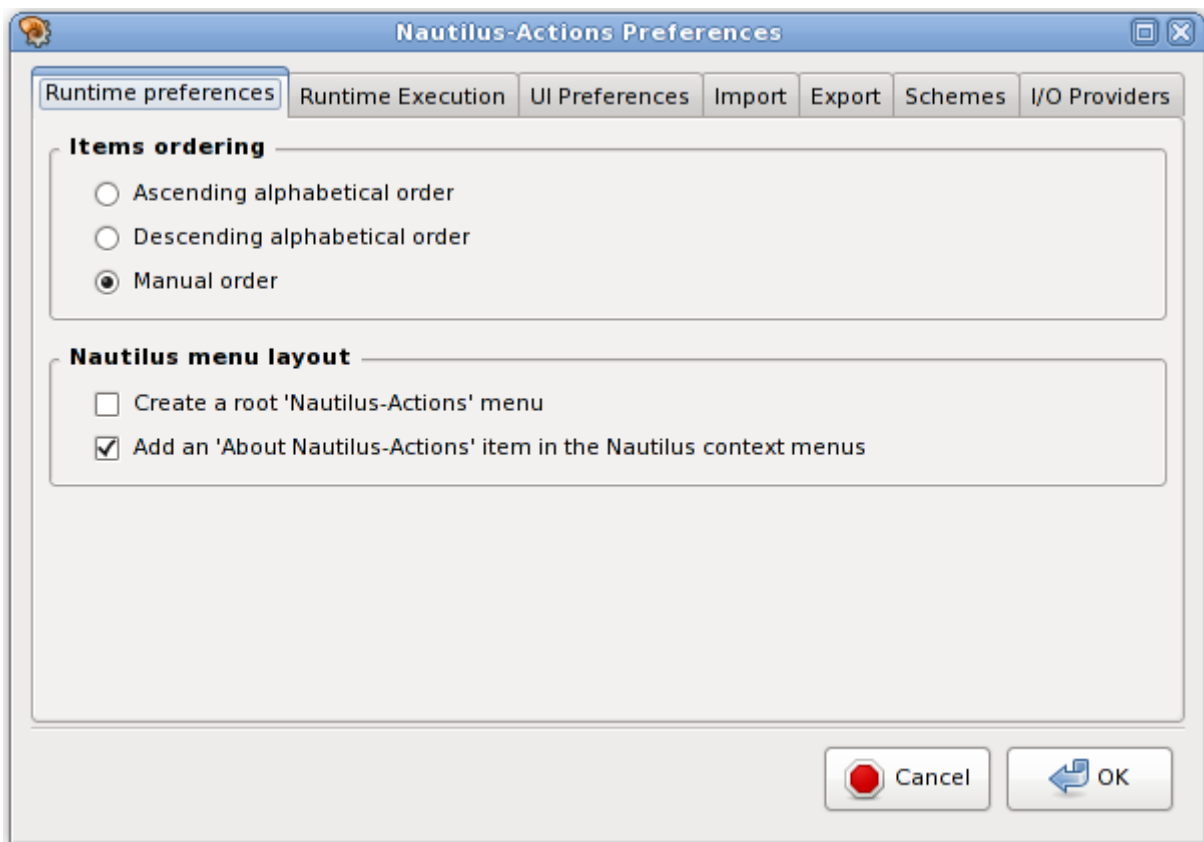 Nautilus-Actions Preferences
Runtime preferences Runtime Execution UI Preferences Import Export Schemes I/O Providers
Items ordering
Ascending alphabetical order
Descending alphabetical order
Manual order
Nautilus menu layout
Create a root 'Nautilus-Actions' menu
Add an 'About Nautilus-Actions' item in the Nautilus context menus
Cancel OK